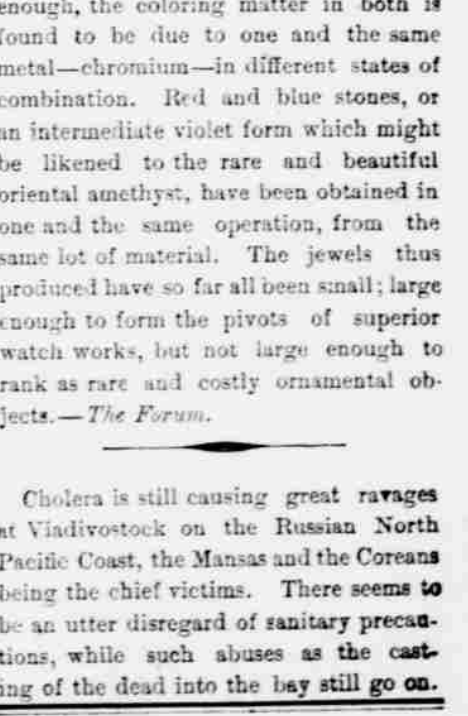 enough, the coloring matter in both is
found to be due to one and the same
metal—chromium—in different states of
combination. Red and blue stones, or
an intermediate violet form which might
be likened to the rare and beautiful
oriental amethyst, have been obtained in
one and the same operation, from the
same lot of material. The jewels thus
produced have so far all been small; large
enough to form the pivots of superior
watch works, but not large enough to
rank as rare and costly ornamental ob-
jects.—The Forum.
Cholera is still causing great ravages
at Vladivostock on the Russian North
Pacific Coast, the Mansas and the Coreans
being the chief victims. There seems to
be an utter disregard of sanitary precau-
tions, while such abuses as the cast-
ing of the dead into the bay still go on.